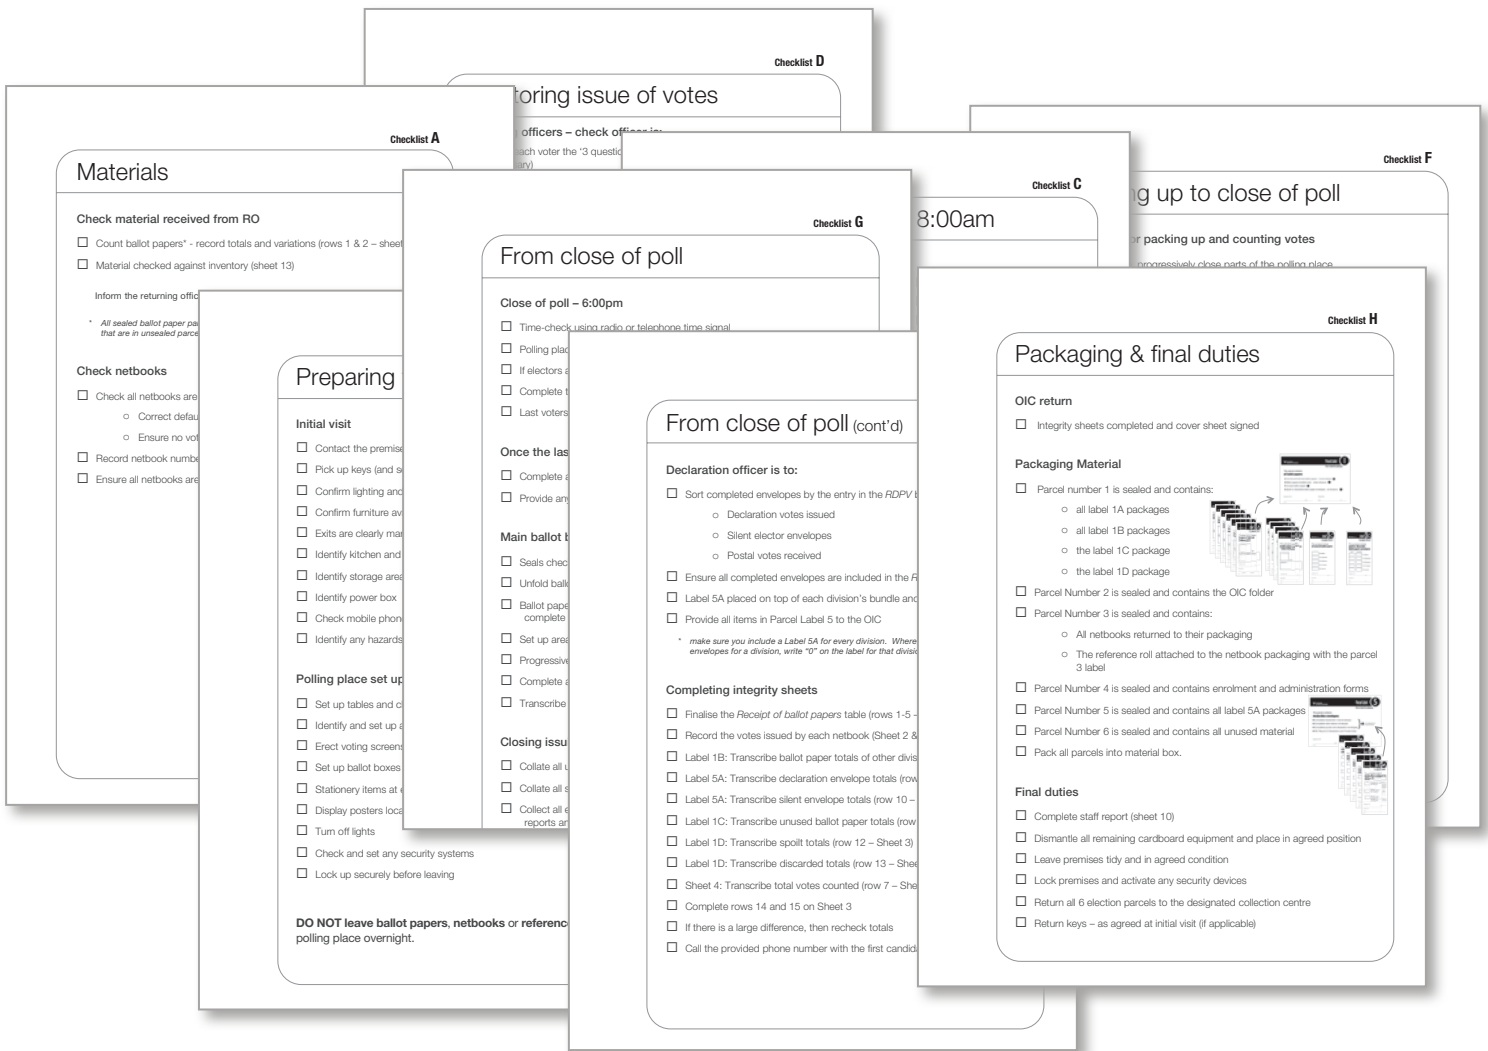 Checklist D
toring issue of votes
officers – check officer is:
ach voter the '3 questic
ary)
Checklist A
Materials
Check material received from RO
☐ Count ballot papers* - record totals and variations (rows 1 & 2 – sheet
☐ Material checked against inventory (sheet 13)
Inform the returning offic
* All sealed ballot paper pa
that are in unsealed parce
Check netbooks
☐ Check all netbooks are
○ Correct defau
○ Ensure no vot
☐ Record netbook numbe
☐ Ensure all netbooks are
Preparing
Initial visit
☐ Contact the premise
☐ Pick up keys (and s
☐ Confirm lighting and
☐ Confirm furniture av
☐ Exits are clearly mar
☐ Identify kitchen and
☐ Identify storage area
☐ Identify power box
☐ Check mobile phon
☐ Identify any hazards
Polling place set up
☐ Set up tables and c
☐ Identify and set up a
☐ Erect voting screens
☐ Set up ballot boxes
☐ Stationery items at e
☐ Display posters loca
☐ Turn off lights
☐ Check and set any security systems
☐ Lock up securely before leaving
DO NOT leave ballot papers, netbooks or reference
polling place overnight.
Checklist G
From close of poll
Close of poll – 6:00pm
☐ Time-check using radio or telephone time signal
☐ Polling plac
☐ If electors a
☐ Complete t
☐ Last voters
Once the las
☐ Complete a
☐ Provide any
Main ballot b
☐ Seals chec
☐ Unfold ballo
☐ Ballot pape
complete
☐ Set up area
☐ Progressive
☐ Complete a
☐ Transcribe
Closing issu
☐ Collate all u
☐ Collate all s
☐ Collect all e
reports an
Checklist C
8:00am
Checklist F
ng up to close of poll
or packing up and counting votes
progressively close parts of the polling place
From close of poll (cont'd)
Declaration officer is to:
☐ Sort completed envelopes by the entry in the RDPV b
○ Declaration votes issued
○ Silent elector envelopes
○ Postal votes received
☐ Ensure all completed envelopes are included in the R
☐ Label 5A placed on top of each division's bundle and
☐ Provide all items in Parcel Label 5 to the OIC
* make sure you include a Label 5A for every division. Where
envelopes for a division, write "0" on the label for that divisio
Completing integrity sheets
☐ Finalise the Receipt of ballot papers table (rows 1-5 –
☐ Record the votes issued by each netbook (Sheet 2 &
☐ Label 1B: Transcribe ballot paper totals of other divis
☐ Label 5A: Transcribe declaration envelope totals (row
☐ Label 5A: Transcribe silent envelope totals (row 10 –
☐ Label 1C: Transcribe unused ballot paper totals (row
☐ Label 1D: Transcribe spoilt totals (row 12 – Sheet 3)
☐ Label 1D: Transcribe discarded totals (row 13 – Shee
☐ Sheet 4: Transcribe total votes counted (row 7 – She
☐ Complete rows 14 and 15 on Sheet 3
☐ If there is a large difference, then recheck totals
☐ Call the provided phone number with the first candida
Checklist H
Packaging & final duties
OIC return
☐ Integrity sheets completed and cover sheet signed
Packaging Material
☐ Parcel number 1 is sealed and contains:
○ all label 1A packages
○ all label 1B packages
○ the label 1C package
○ the label 1D package
☐ Parcel Number 2 is sealed and contains the OIC folder
☐ Parcel Number 3 is sealed and contains:
○ All netbooks returned to their packaging
○ The reference roll attached to the netbook packaging with the parcel
3 label
☐ Parcel Number 4 is sealed and contains enrolment and administration forms
☐ Parcel Number 5 is sealed and contains all label 5A packages
☐ Parcel Number 6 is sealed and contains all unused material
☐ Pack all parcels into material box.
Final duties
☐ Complete staff report (sheet 10)
☐ Dismantle all remaining cardboard equipment and place in agreed position
☐ Leave premises tidy and in agreed condition
☐ Lock premises and activate any security devices
☐ Return all 6 election parcels to the designated collection centre
☐ Return keys – as agreed at initial visit (if applicable)